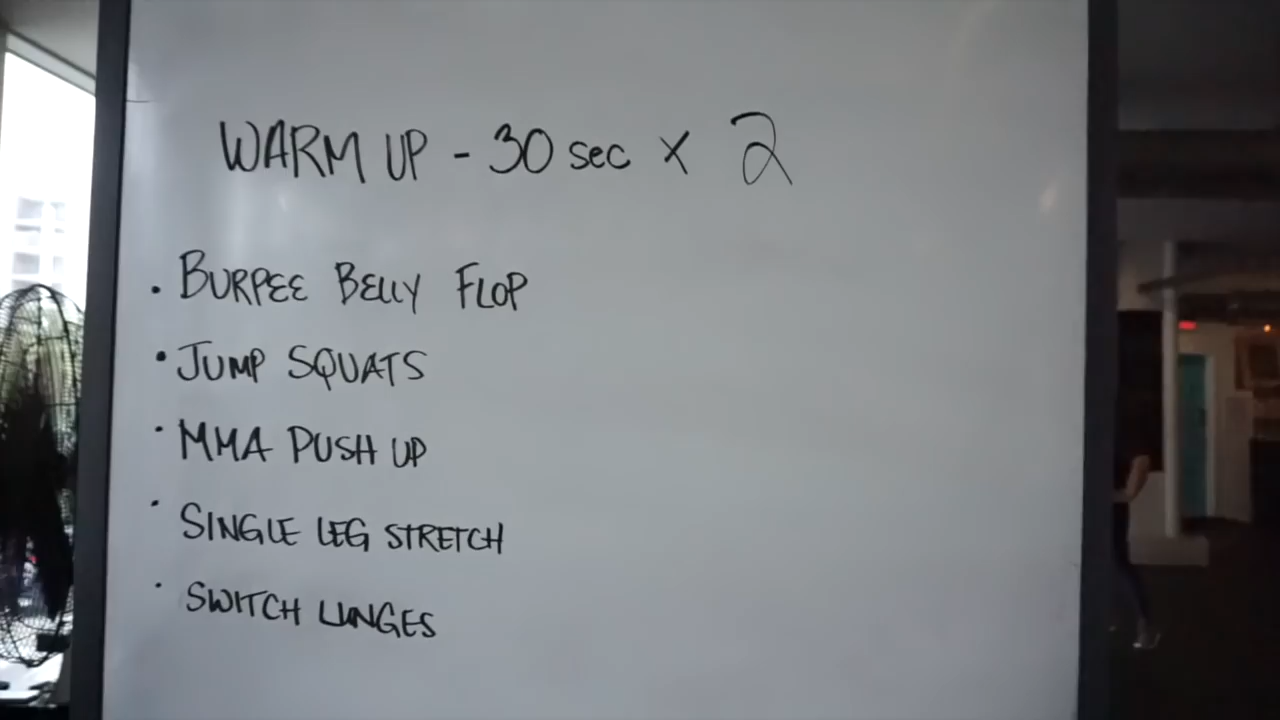 WARM UP - 30 sec x 2
. BURPEE BELLY FLOP
• JUMP SQUATS
· MMA PUSH UP
· SINGLE LEG STRETCH
· SWITCH LUNGES